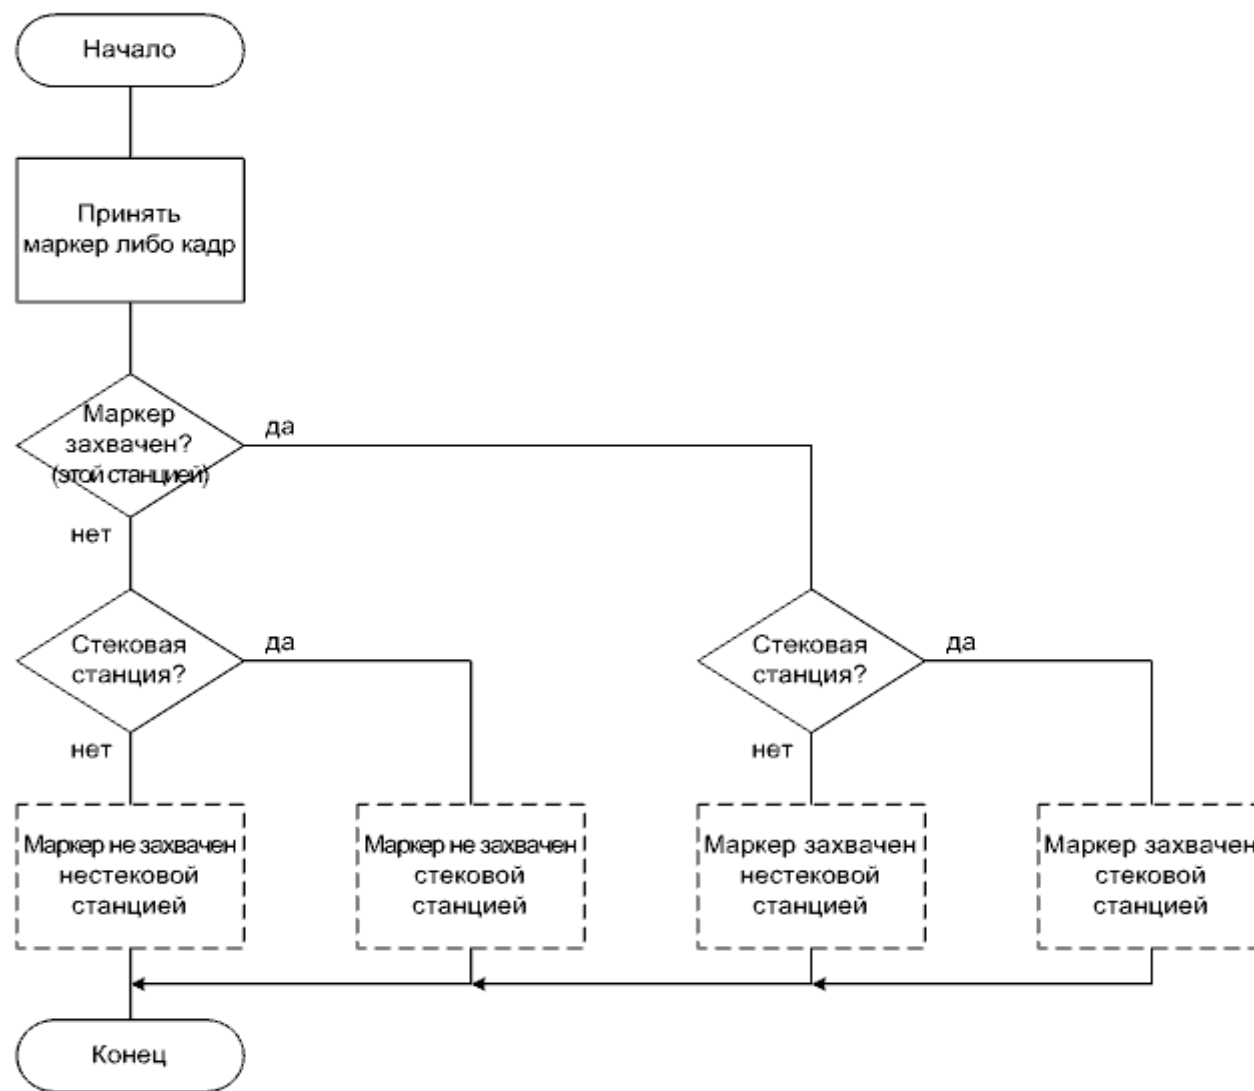 Начало
Принять
маркер либо кадр
Маркер
захвачен?
(этой станцией)
да
нет
Стековая
станция?
да
нет
Стековая
станция?
да
нет
Маркер не захвачен
нестековой
станцией
Маркер не захвачен
стековой
станцией
Маркер захвачен
нестековой
станцией
Маркер захвачен
стековой
станцией
Конец